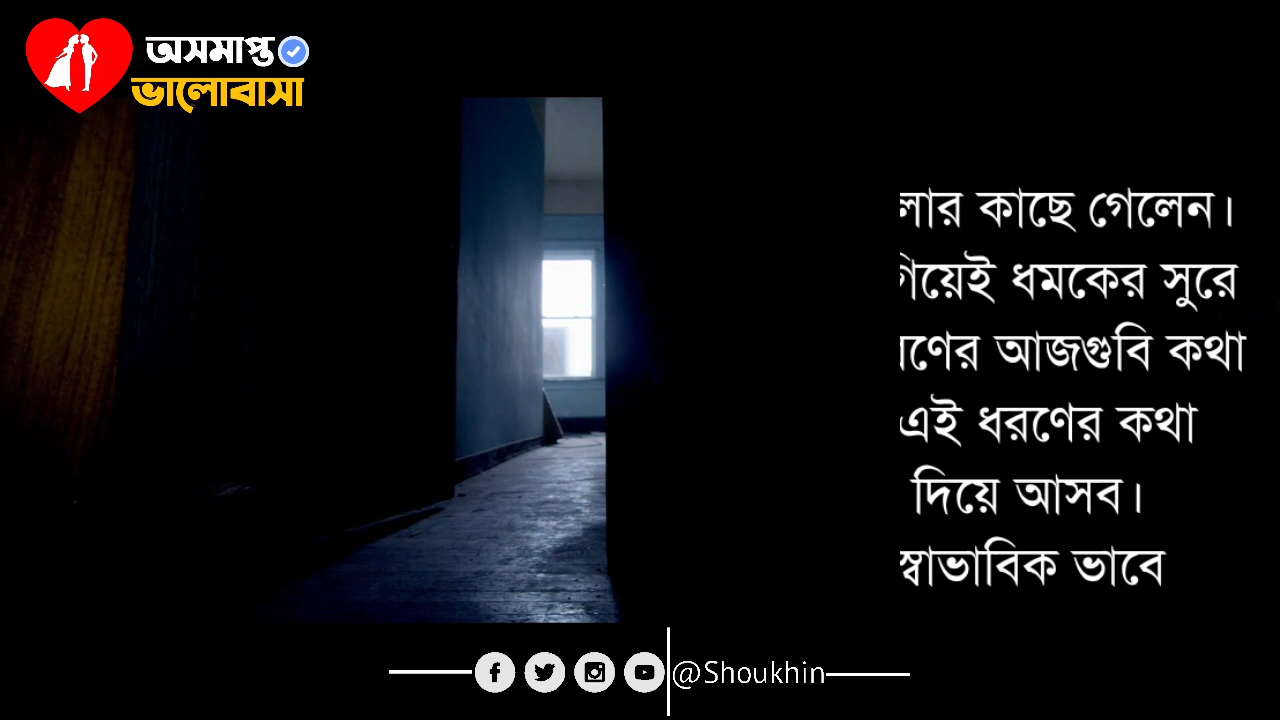 অসমাপ্ত
ভালোবাসা
কাছে গেলেন।
ধমকের সুরে
আজগুবি কথা
এই ধরণের কথা
দিয়ে আসব।
স্বাভাবিক ভাবে
@Shoukhin